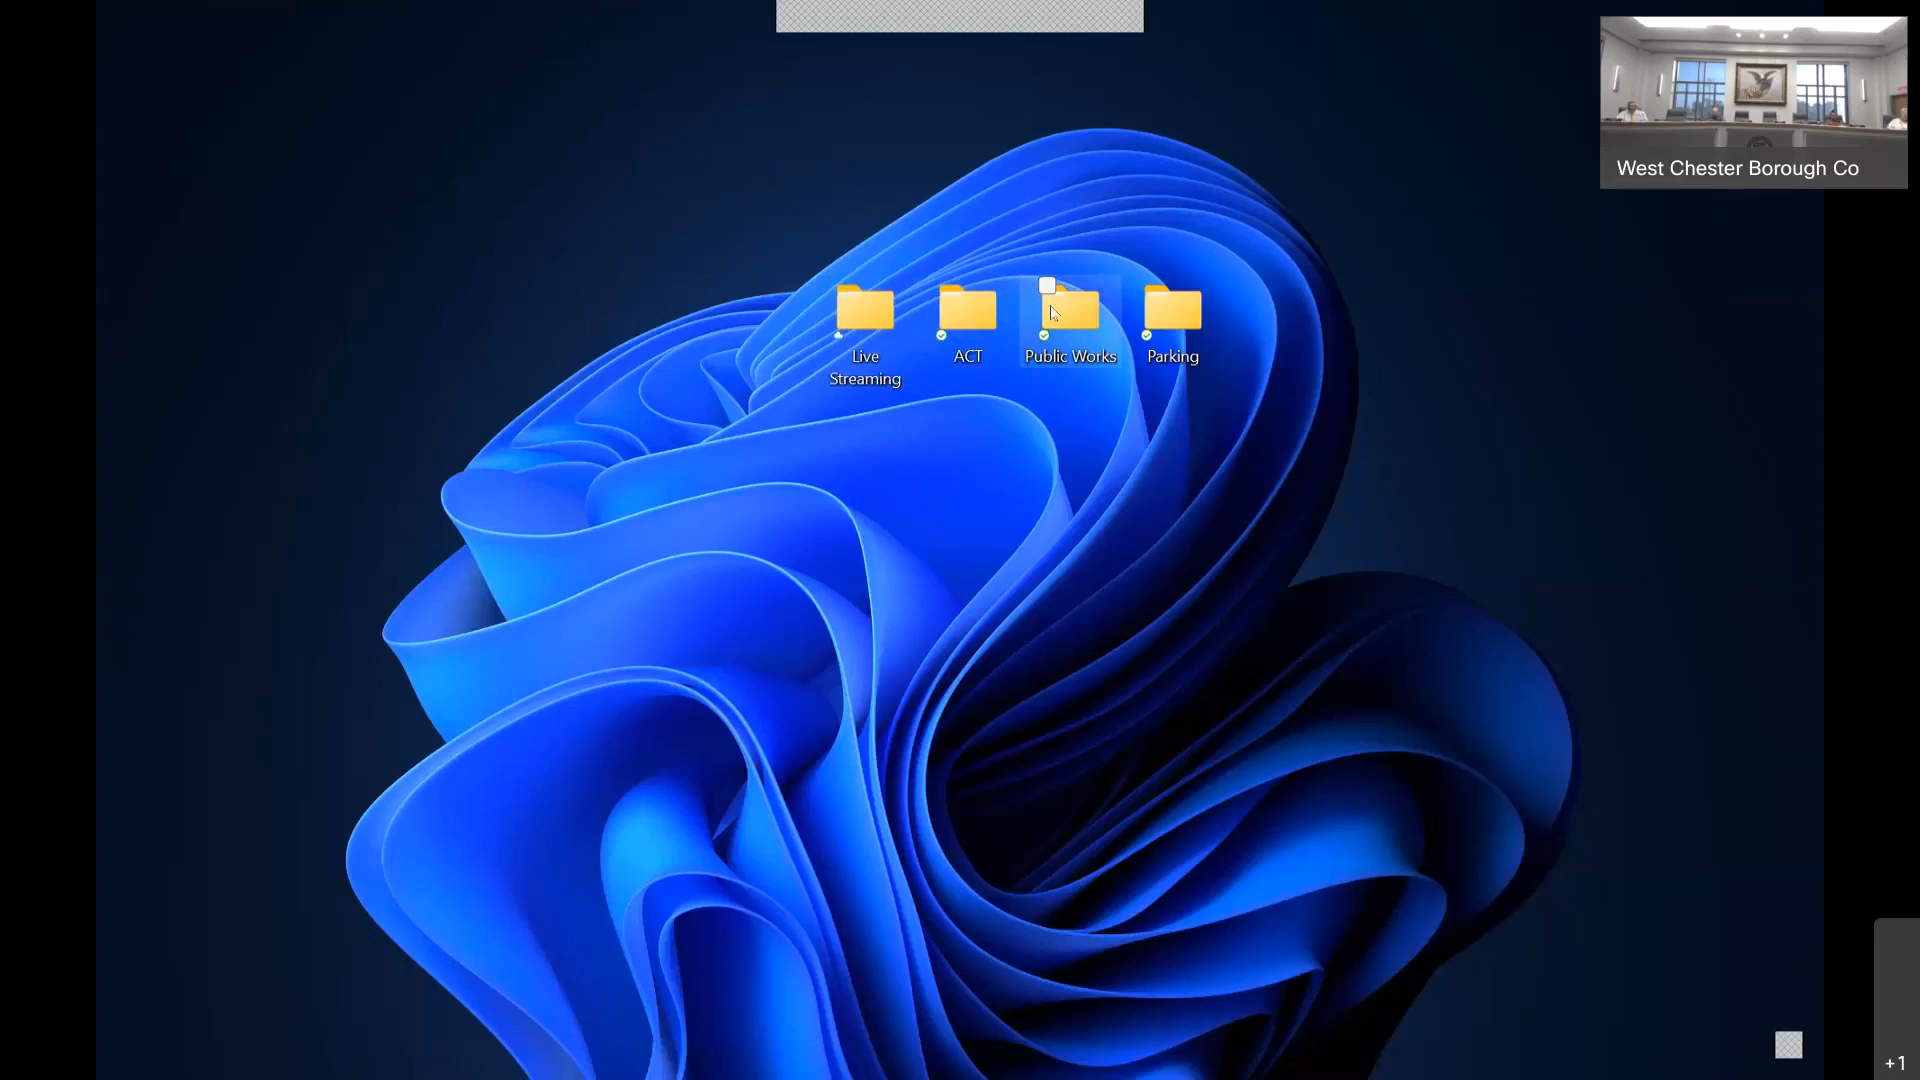 West Chester Borough Co
Live
Streaming
ACT
Public Works
Parking
+1